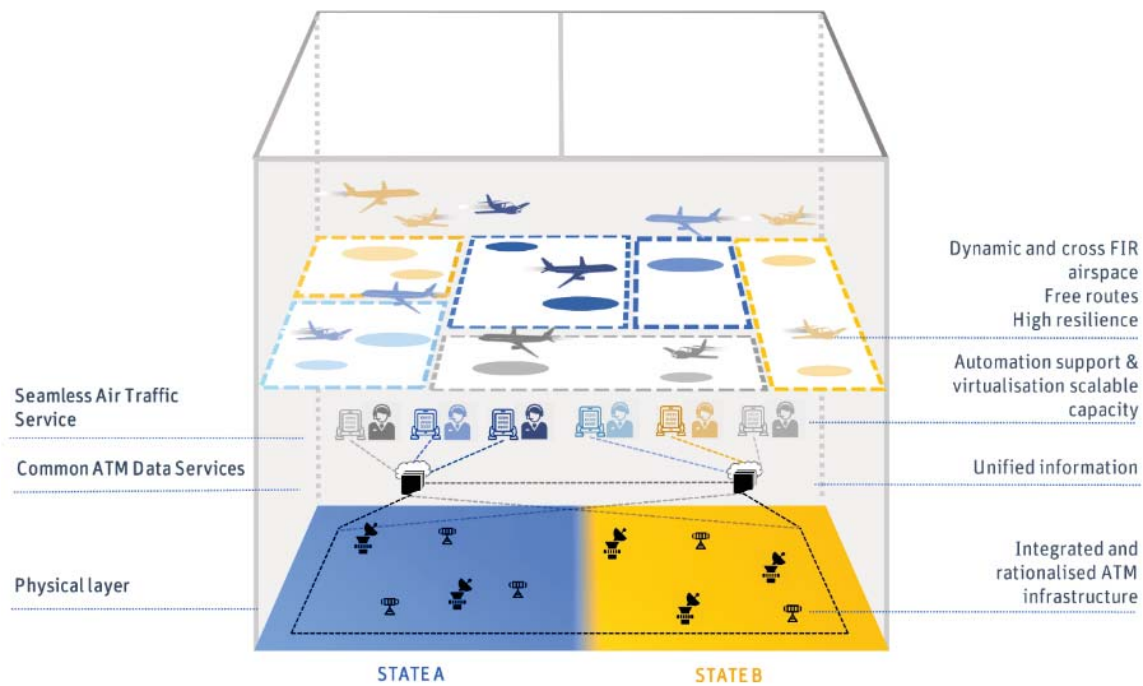 Dynamic and cross FIR
airspace
Free routes
High resilience
Automation support &
virtualisation scalable
capacity
Seamless Air Traffic
Service
Common ATM Data Services
Unified information
Physical layer
Integrated and
rationalised ATM
infrastructure
STATE A
STATE B